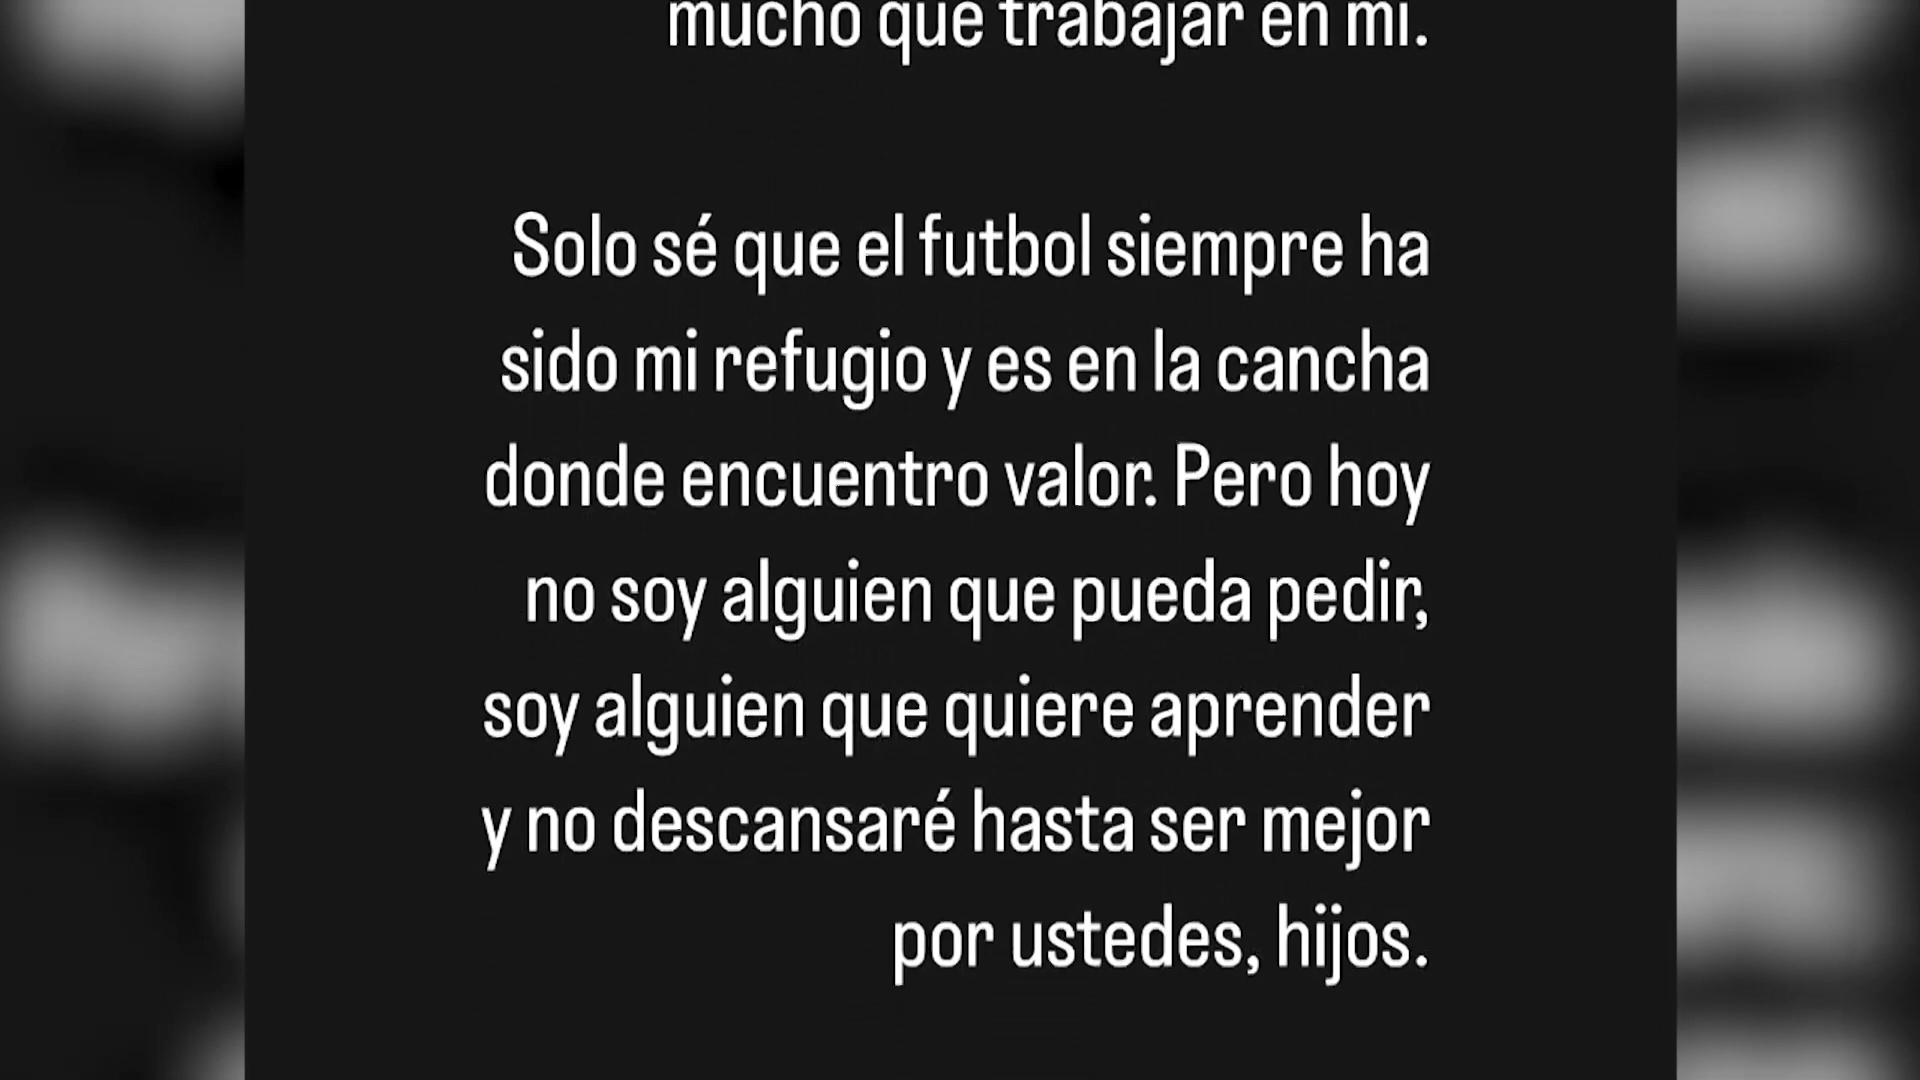 mucho que trabajar en mí.
Solo sé que el futbol siempre ha
sido mi refugio y es en la cancha
donde encuentro valor. Pero hoy
no soy alguien que pueda pedir,
soy alguien que quiere aprender
y no descansaré hasta ser mejor
por ustedes, hijos.